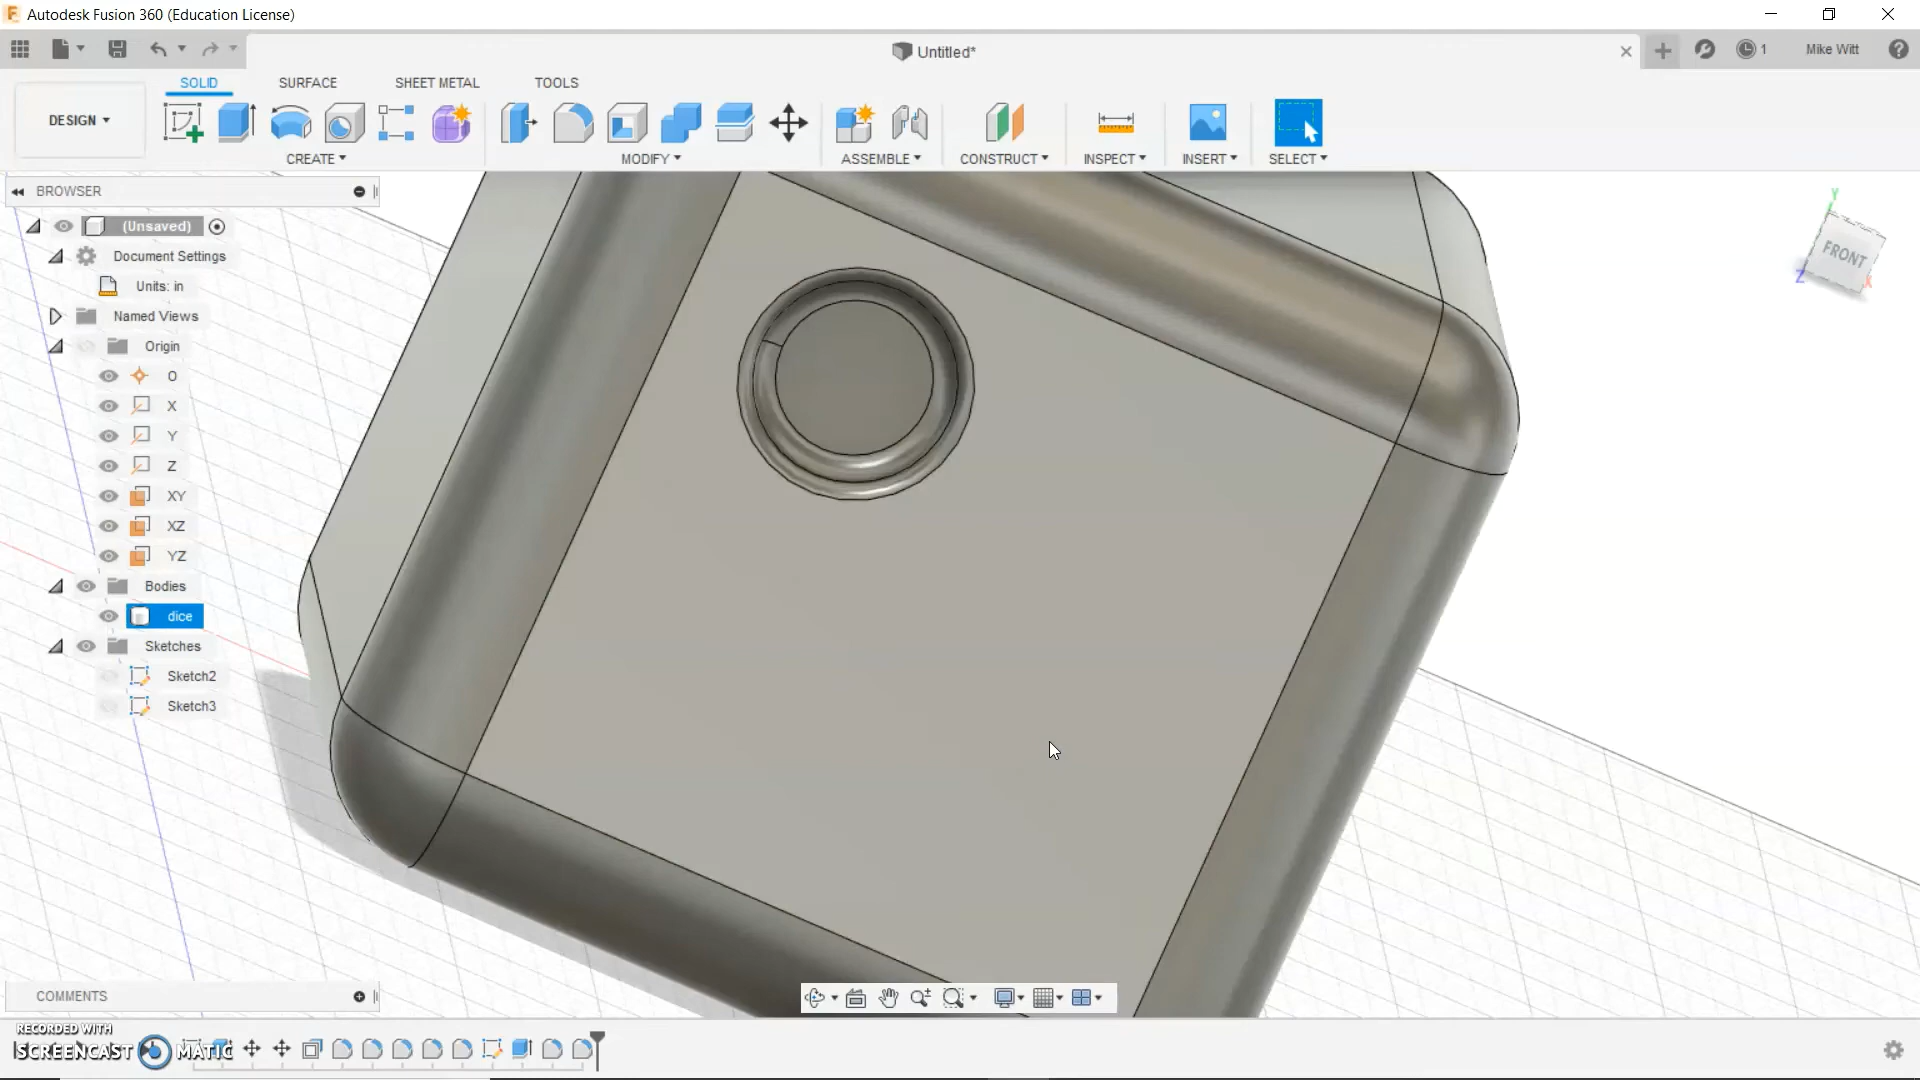 Autodesk Fusion 360 (Education License)
Untitled*
1
Mike Witt
SOLID
SURFACE
SHEET METAL
TOOLS
DESIGN
CREATE
MODIFY
ASSEMBLE
CONSTRUCT
INSPECT
INSERT
SELECT
BROWSER
(Unsaved)
Document Settings
Units: in
Named Views
Origin
O
X
Y
Z
XY
XZ
YZ
Bodies
dice
Sketches
Sketch2
Sketch3
Y
FRONT
Z
X
COMMENTS
RECORDED WITH
SCREENCAST MATIC